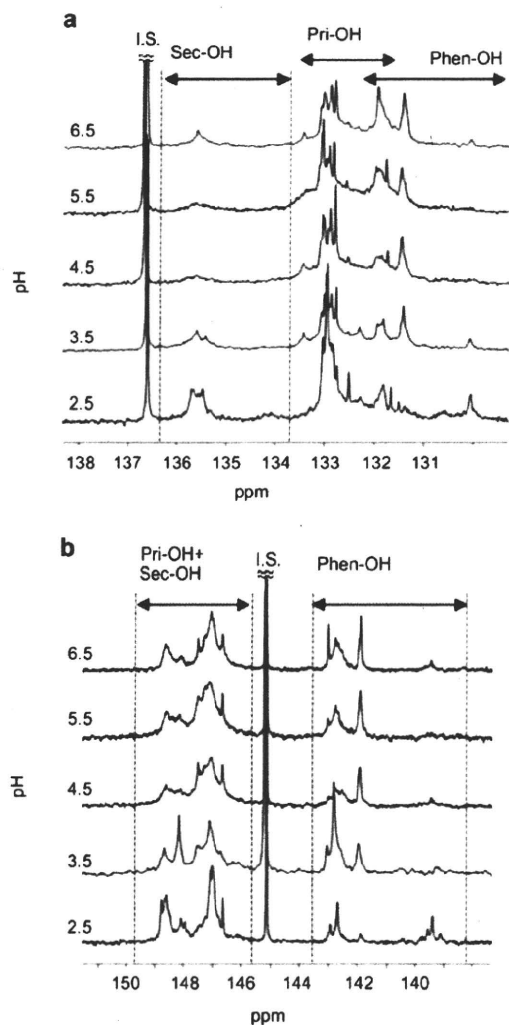 a
I.S.
Sec-OH
Pri-OH
Phen-OH
6.5
5.5
4.5
3.5
2.5
pH
138 137 136 135 134 133 132 131
ppm
b
Pri-OH+
Sec-OH
I.S.
Phen-OH
6.5
5.5
4.5
3.5
2.5
pH
150 148 146 144 142 140
ppm